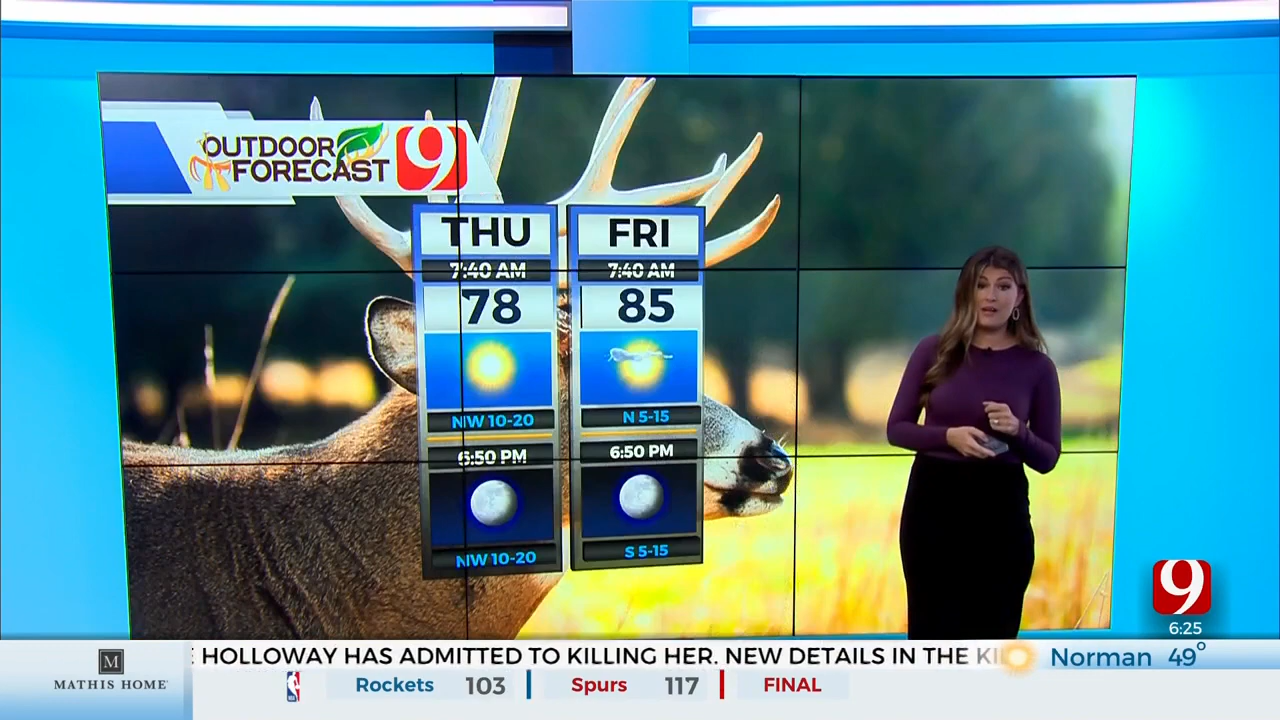 OUTDOOR
FORECAST
9
THU
7:40 AM
78
NW 10-20
6:50 PM
NW 10-20
FRI
7:40 AM
85
N 5-15
6:50 PM
S 5-15
9
6:25
M
MATHIS HOME
HOLLOWAY HAS ADMITTED TO KILLING HER. NEW DETAILS IN THE
Norman 49°
Rockets 103 Spurs 117 FINAL